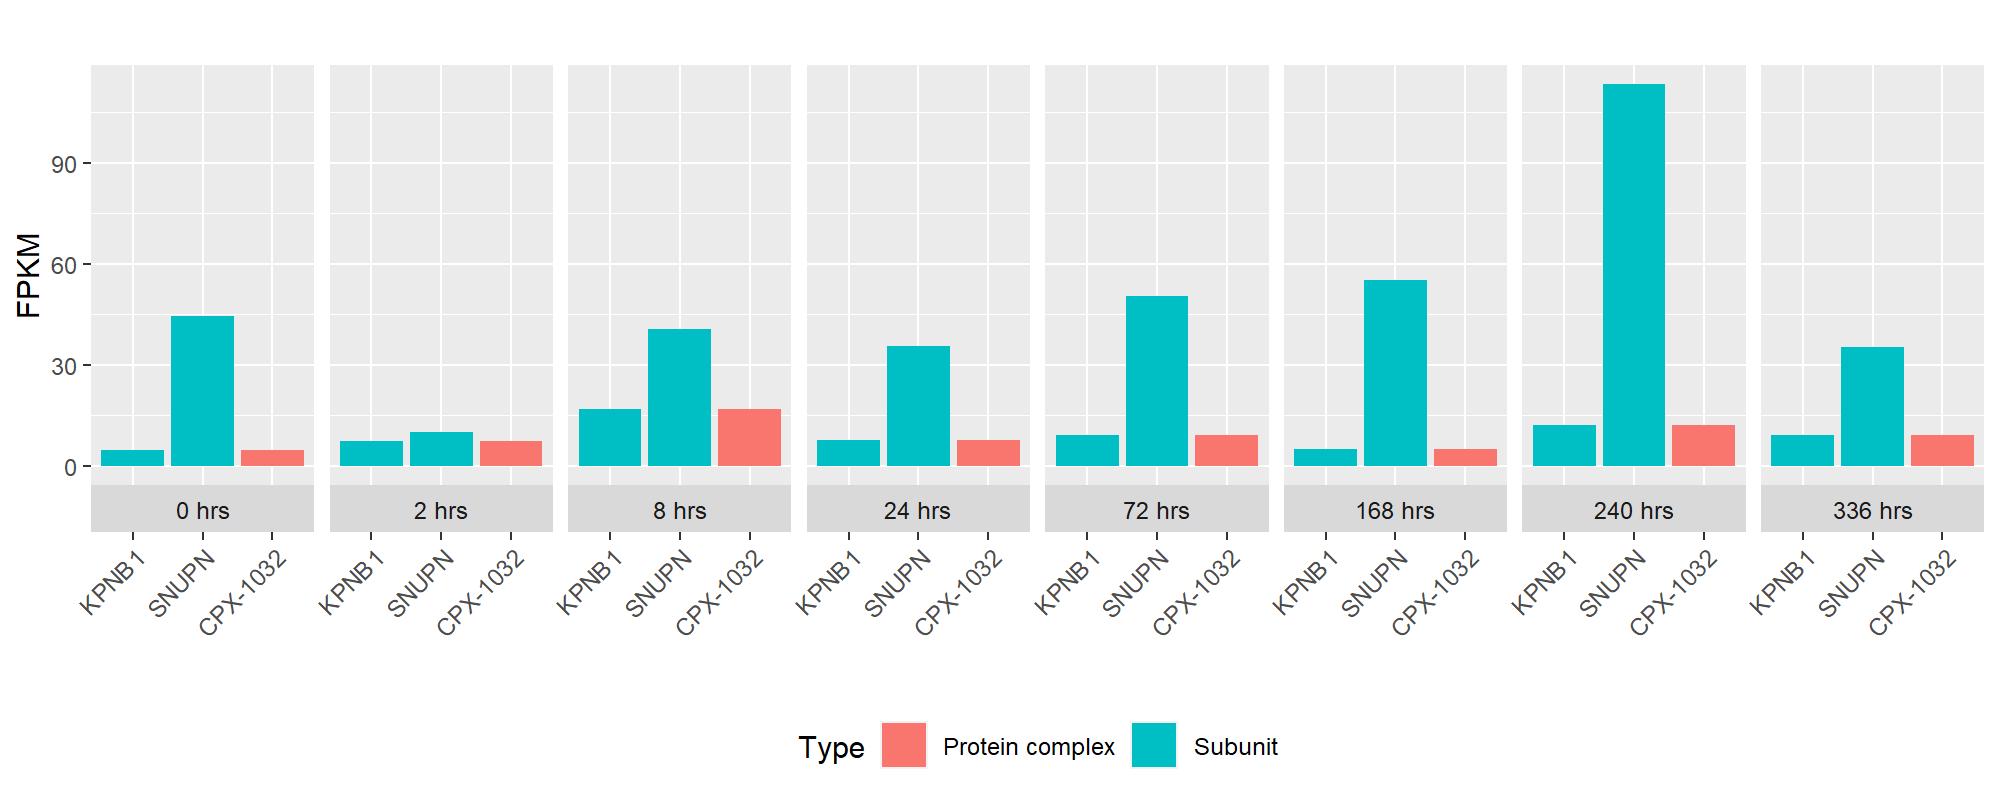 FPKM
90
60
30
0
0 hrs 2 hrs 8 hrs 24 hrs 72 hrs 168 hrs 240 hrs 336 hrs
KPNB1 SNUPN CPX-1032 KPNB1 SNUPN CPX-1032 KPNB1 SNUPN CPX-1032 KPNB1 SNUPN CPX-1032 KPNB1 SNUPN CPX-1032 KPNB1 SNUPN CPX-1032 KPNB1 SNUPN CPX-1032 KPNB1 SNUPN CPX-1032
Type Protein complex Subunit